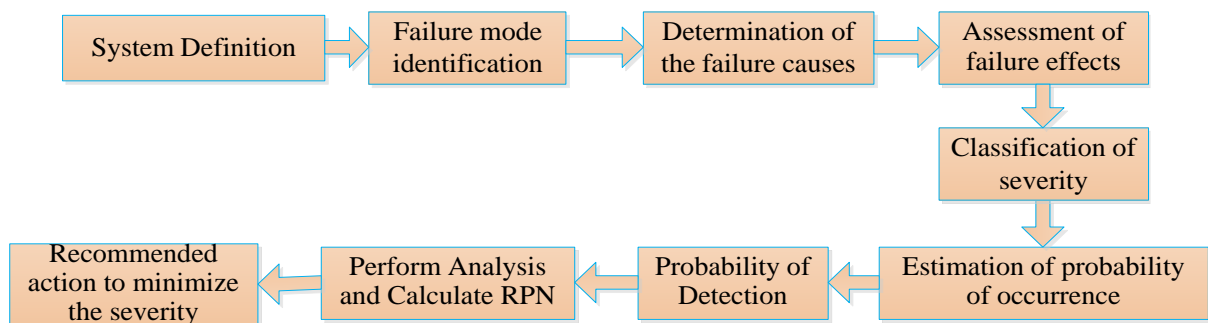 System Definition
Failure mode
identification
Determination of
the failure causes
Assessment of
failure effects
Classification of
severity
Estimation of probability
of occurrence
Probability of
Detection
Perform Analysis
and Calculate RPN
Recommended
action to minimize
the severity